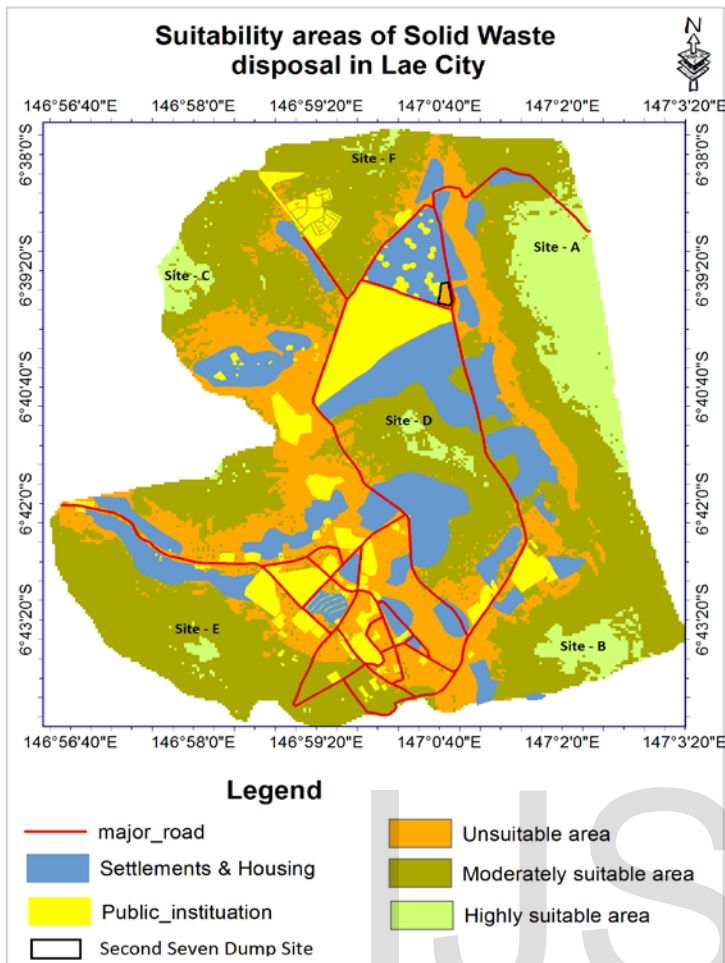 Suitability areas of Solid Waste
disposal in Lae City
N
146°56'40"E 146°58'0"E 146°59'20"E 147°0'40"E 147°2'0"E 147°3'20"E
6°38'0"S 6°38'0"S
6°39'20"S 6°39'20"S
6°40'40"S 6°40'40"S
6°42'0"S 6°42'0"S
6°43'20"S 6°43'20"S
Site - F
Site - A
Site - C
Site - D
Site - E
Site - B
146°56'40"E 146°58'0"E 146°59'20"E 147°0'40"E 147°2'0"E 147°3'20"E
Legend
major_road
Settlements & Housing
Public_instituation
Second Seven Dump Site
Unsuitable area
Moderately suitable area
Highly suitable area
IJS